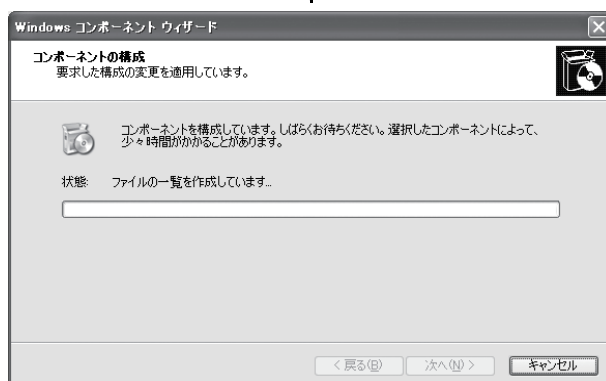 Windows コンポーネント ウィザード
コンポーネントの構成
要求した構成の変更を適用しています。
コンポーネントを構成しています。しばらくお待ちください。選択したコンポーネントによって、
少々時間がかかることがあります。
状態: ファイルの一覧を作成しています...
< 戻る(B) 次へ(N) > キャンセル